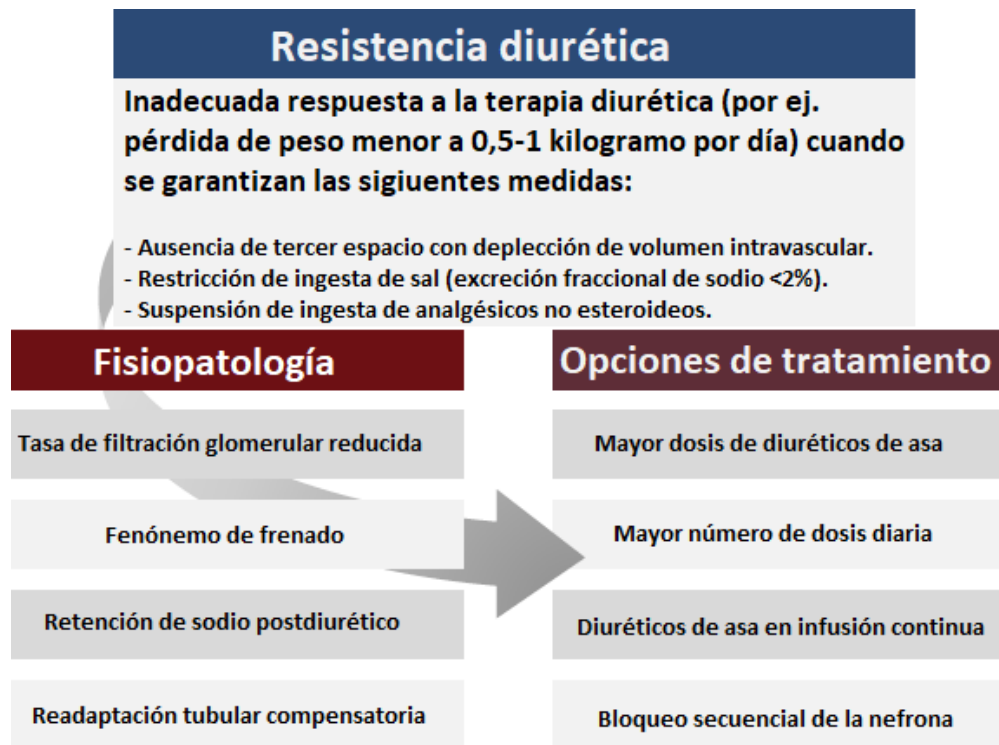 Resistencia diurética
Inadecuada respuesta a la terapia diurética (por ej.
pérdida de peso menor a 0,5-1 kilogramo por día) cuando
se garantizan las sigiuentes medidas:
- Ausencia de tercer espacio con deplección de volumen intravascular.
- Restricción de ingesta de sal (excreción fraccional de sodio <2%).
- Suspensión de ingesta de analgésicos no esteroideos.
Fisiopatología
Tasa de filtración glomerular reducida
Fenónemo de frenado
Retención de sodio postdiurético
Readaptación tubular compensatoria
Opciones de tratamiento
Mayor dosis de diuréticos de asa
Mayor número de dosis diaria
Diuréticos de asa en infusión continua
Bloqueo secuencial de la nefrona